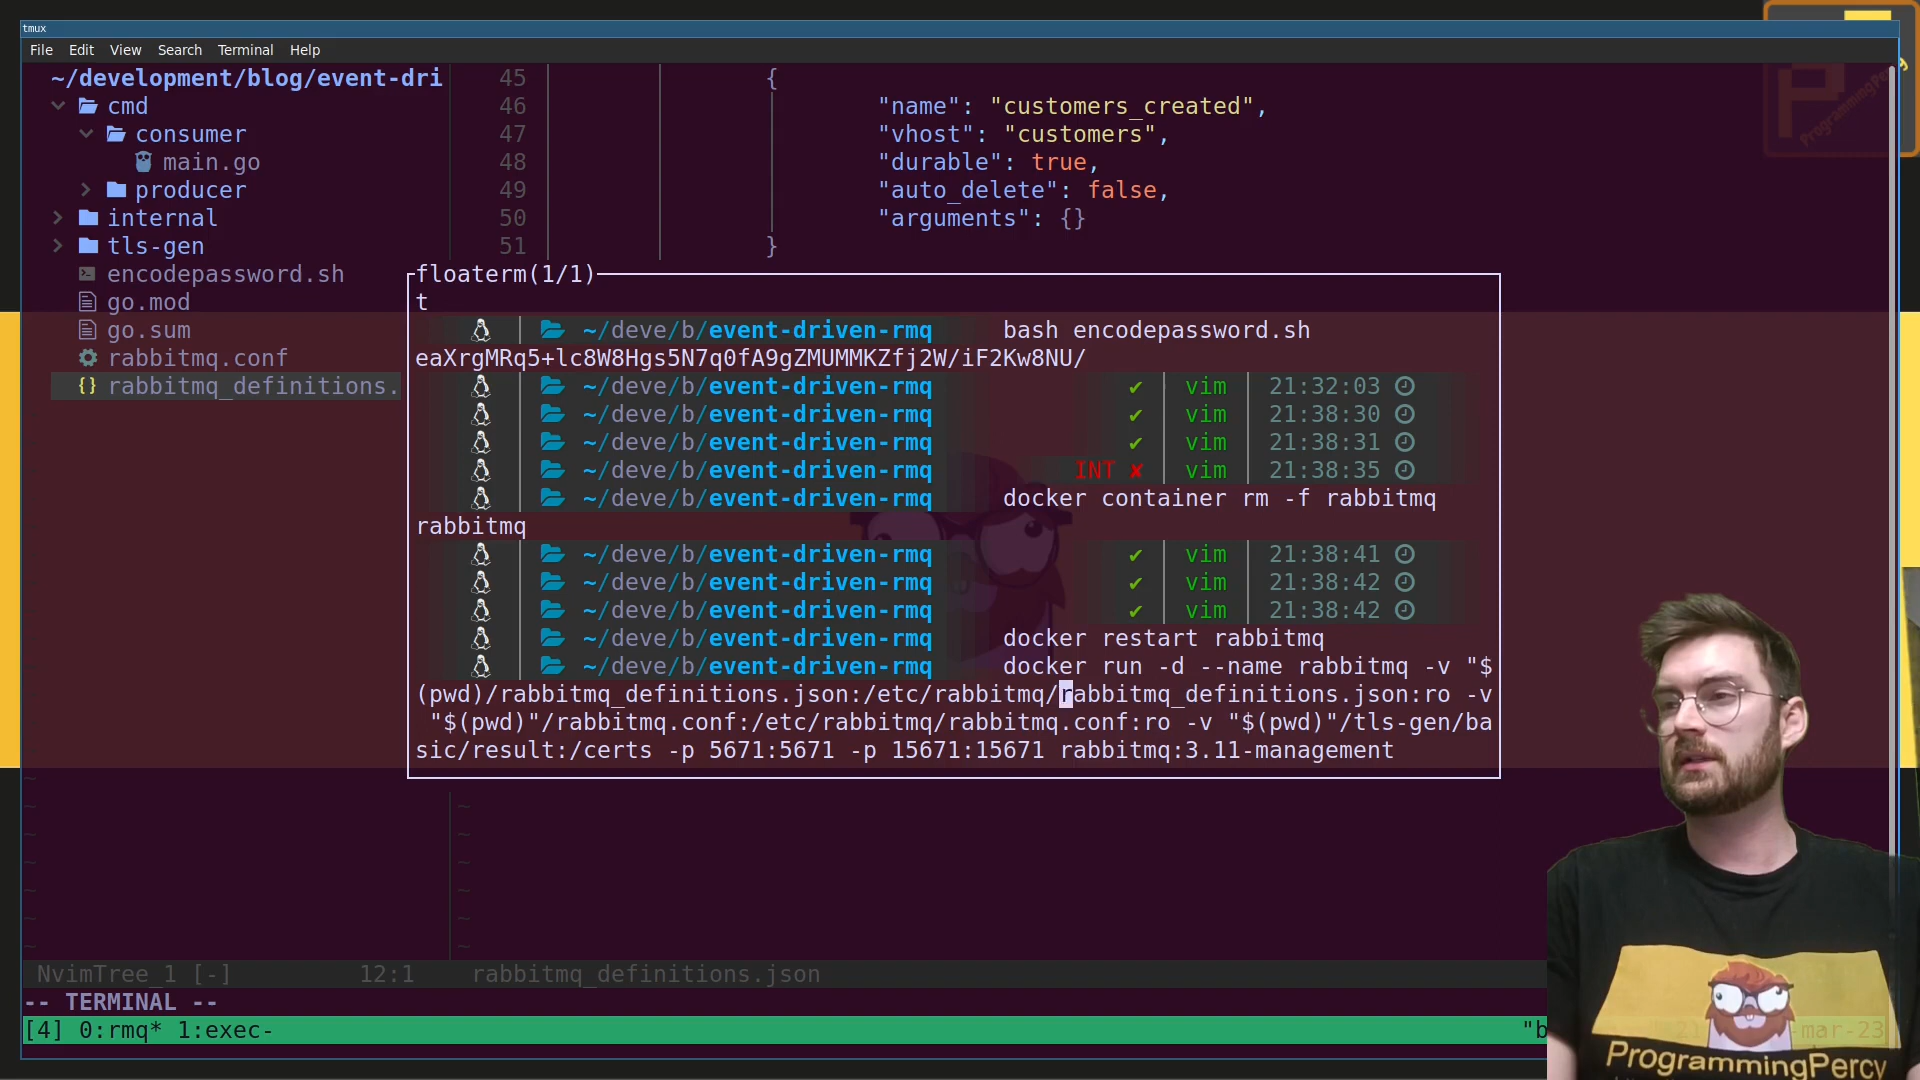 tmux
File Edit View Search Terminal Help
~/development/blog/event-dri
cmd
consumer
main.go
producer
internal
tls-gen
encodepassword.sh
go.mod
go.sum
rabbitmq.conf
{} rabbitmq_definitions.
45 {
46 "name": "customers_created",
47 "vhost": "customers",
48 "durable": true,
49 "auto_delete": false,
50 "arguments": {}
51 }
floaterm(1/1)
t
~/deve/b/event-driven-rmq bash encodepassword.sh
eaXrgMRq5+lc8W8Hgs5N7q0fA9gZMUMMKZfj2W/iF2Kw8NU/
~/deve/b/event-driven-rmq ✔ vim 21:32:03
~/deve/b/event-driven-rmq ✔ vim 21:38:30
~/deve/b/event-driven-rmq ✔ vim 21:38:31
~/deve/b/event-driven-rmq INT ✘ vim 21:38:35
~/deve/b/event-driven-rmq docker container rm -f rabbitmq
rabbitmq
~/deve/b/event-driven-rmq ✔ vim 21:38:41
~/deve/b/event-driven-rmq ✔ vim 21:38:42
~/deve/b/event-driven-rmq ✔ vim 21:38:42
~/deve/b/event-driven-rmq docker restart rabbitmq
~/deve/b/event-driven-rmq docker run -d --name rabbitmq -v "$
(pwd)/rabbitmq_definitions.json:/etc/rabbitmq/rabbitmq_definitions.json:ro -v
"$(pwd)"/rabbitmq.conf:/etc/rabbitmq/rabbitmq.conf:ro -v "$(pwd)"/tls-gen/ba
sic/result:/certs -p 5671:5671 -p 15671:15671 rabbitmq:3.11-management
NvimTree_1 [-] 12:1 rabbitmq_definitions.json
-- TERMINAL --
[4] 0:rmq* 1:exec- "b -mar-23
ProgrammingPercy
ProgrammingPercy